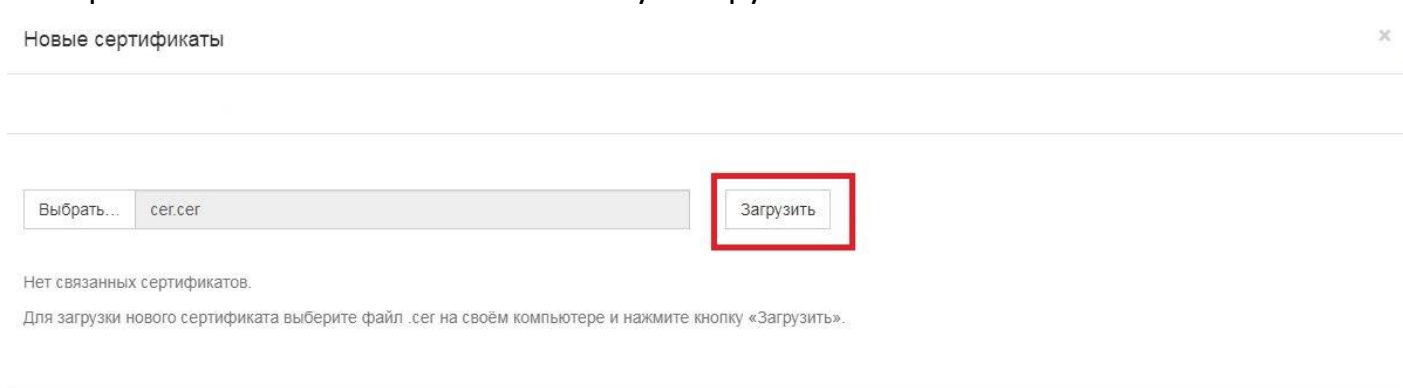 Новые сертификаты ×
Выбрать... cer.cer Загрузить
Нет связанных сертификатов.
Для загрузки нового сертификата выберите файл .cer на своём компьютере и нажмите кнопку «Загрузить».